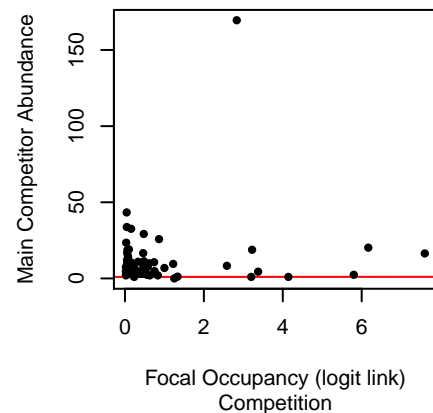 Main Competitor Abundance
150
100
50
0
0 2 4 6
Focal Occupancy (logit link)
Competition